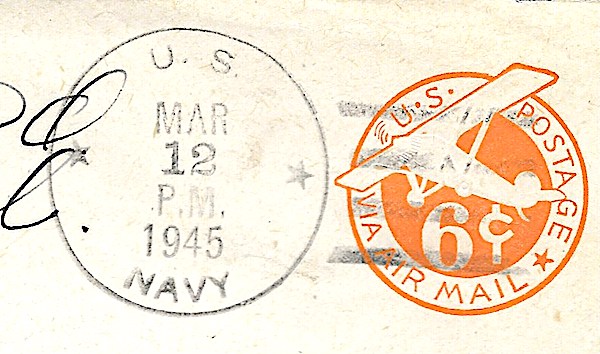 U. S.
MAR
12
P.M.
1945
NAVY
U.S. POSTAGE
6¢
VIA AIR MAIL